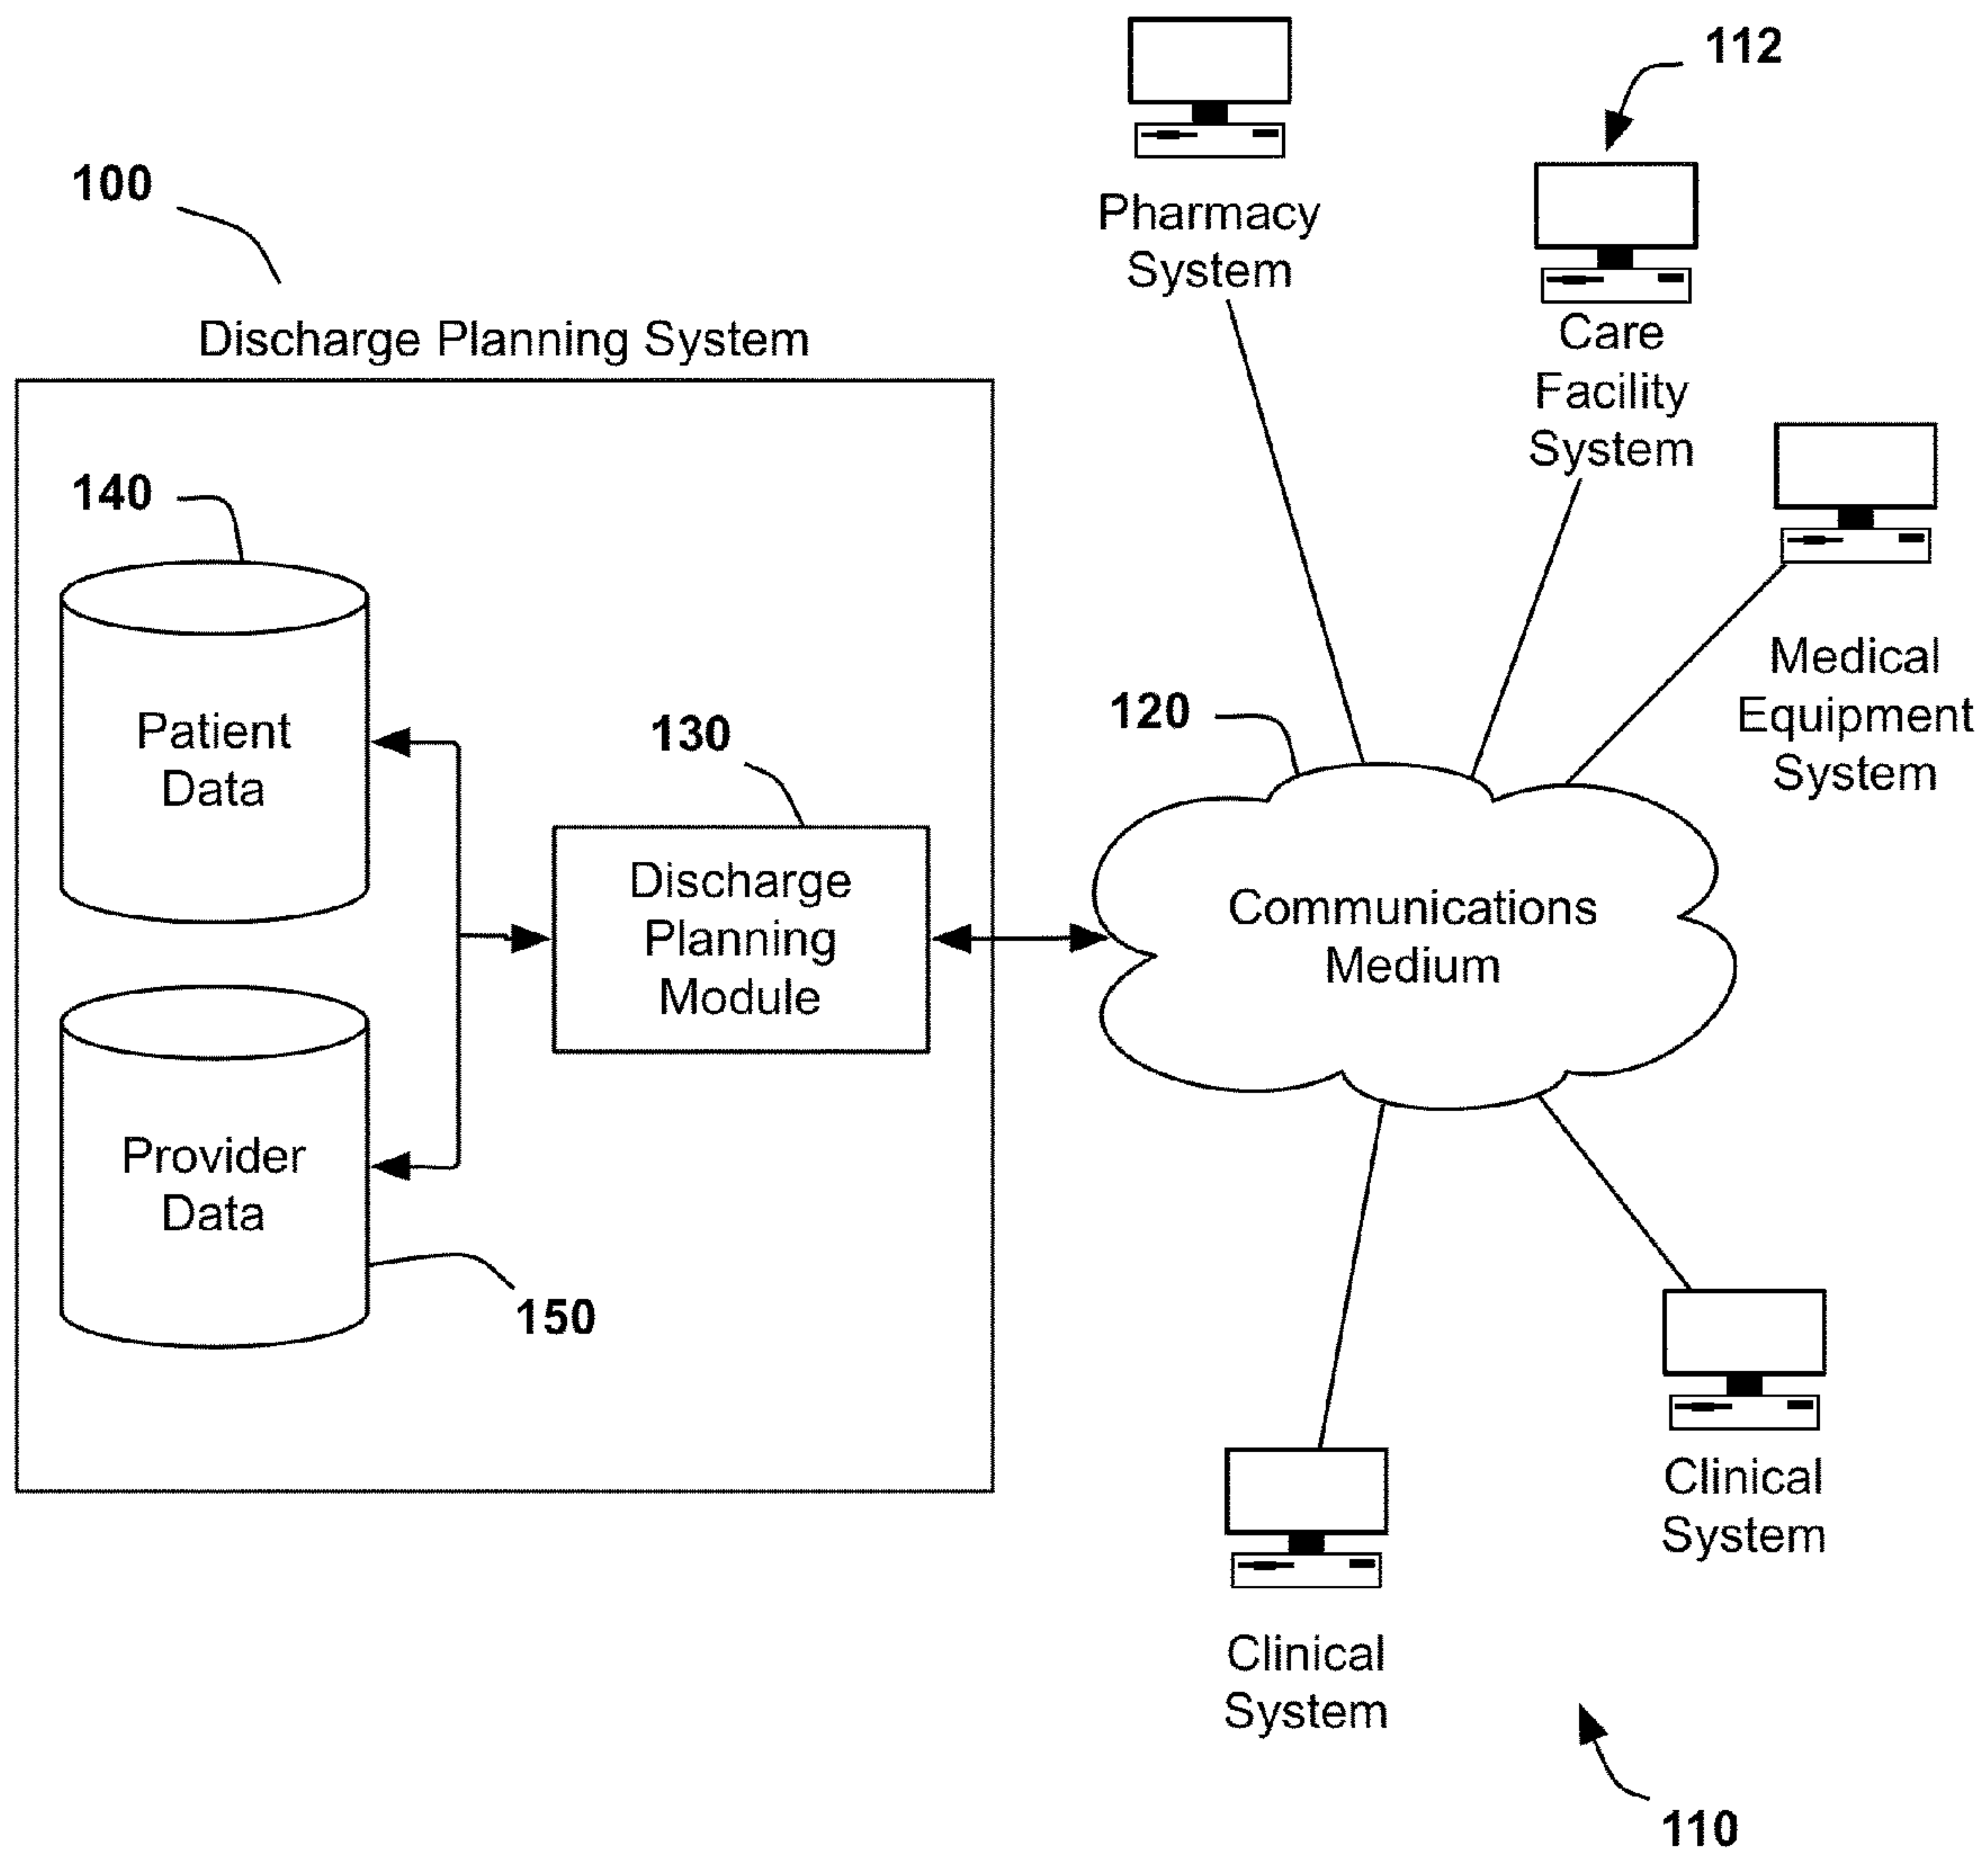 112
100
Pharmacy
System
Discharge Planning System
Care
Facility
System
140
Medical
Equipment
System
120
130
Patient
Data
Discharge
Planning
Module
Communications
Medium
Provider
Data
150
Clinical
System
Clinical
System
110